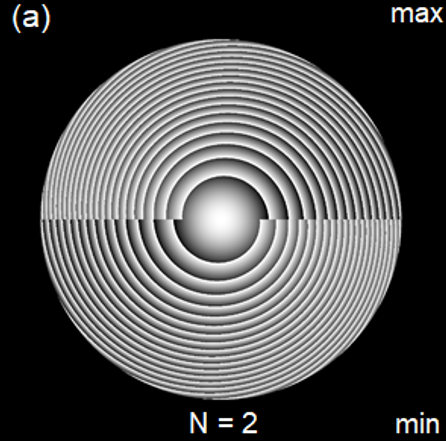 (a)
max
N = 2
min